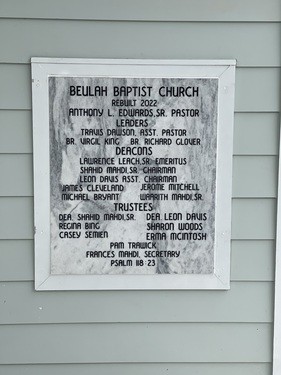 BEULAH BAPTIST CHURCH
REBUILT 2022
ANTHONY L. EDWARDS, SR. PASTOR
LEADERS
TRAVIS DAWSON, ASST. PASTOR
BR. VIRGIL KING BR. RICHARD GLOVER
DEACONS
LAWRENCE LEACH, SR. EMERITUS
SHAHID MAHDI, SR. CHAIRMAN
LEON DAVIS ASST. CHAIRMAN
JAMES CLEVELAND JEROME MITCHELL
MICHAEL BRYANT WARITH MAHDI, SR
TRUSTEES
DEA. SHAHID MAHDI, SR. DEA. LEON DAVIS
REGINA BING SHARON WOODS
CASEY SEMIEN ERMA MCINTOSH
PAM TRAWICK
FRANCES MAHDI, SECRETARY
PSALM 118 23